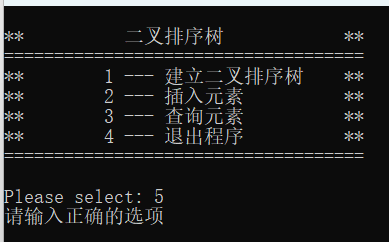 ** 二叉排序树 **
====================================
** 1 --- 建立二叉排序树 **
** 2 --- 插入元素 **
** 3 --- 查询元素 **
** 4 --- 退出程序 **
====================================
Please select: 5
请输入正确的选项